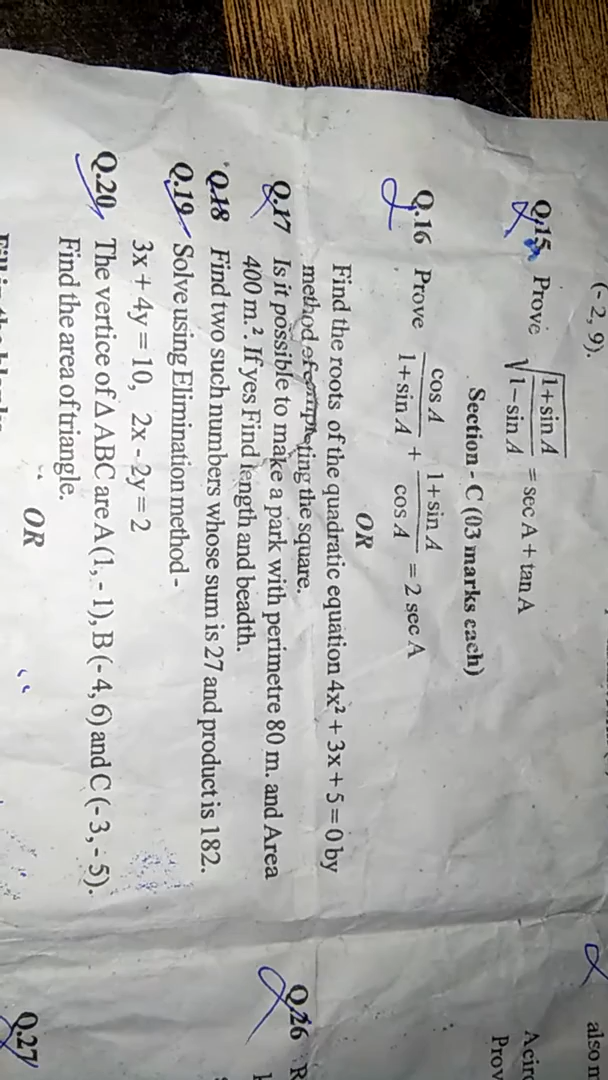 (- 2, 9).
Q.15 Prove √((1+sin A)/(1−sin A)) = sec A + tan A
Section - C (03 marks each)
Q.16 Prove cos A/(1+sin A) + (1+sin A)/cos A = 2 sec A
OR
Find the roots of the quadratic equation 4x² + 3x + 5 = 0 by
method of completing the square.
Q.17 Is it possible to make a park with perimetre 80 m. and Area
400 m.². If yes Find length and beadth.
Q.18 Find two such numbers whose sum is 27 and product is 182.
Q.19 Solve using Elimination method -
3x + 4y = 10, 2x - 2y = 2
Q.20 The vertice of Δ ABC are A (1, - 1), B (- 4, 6) and C (- 3, - 5).
Find the area of triangle.
OR
also
A
Prov
Q.26 R
Q.27